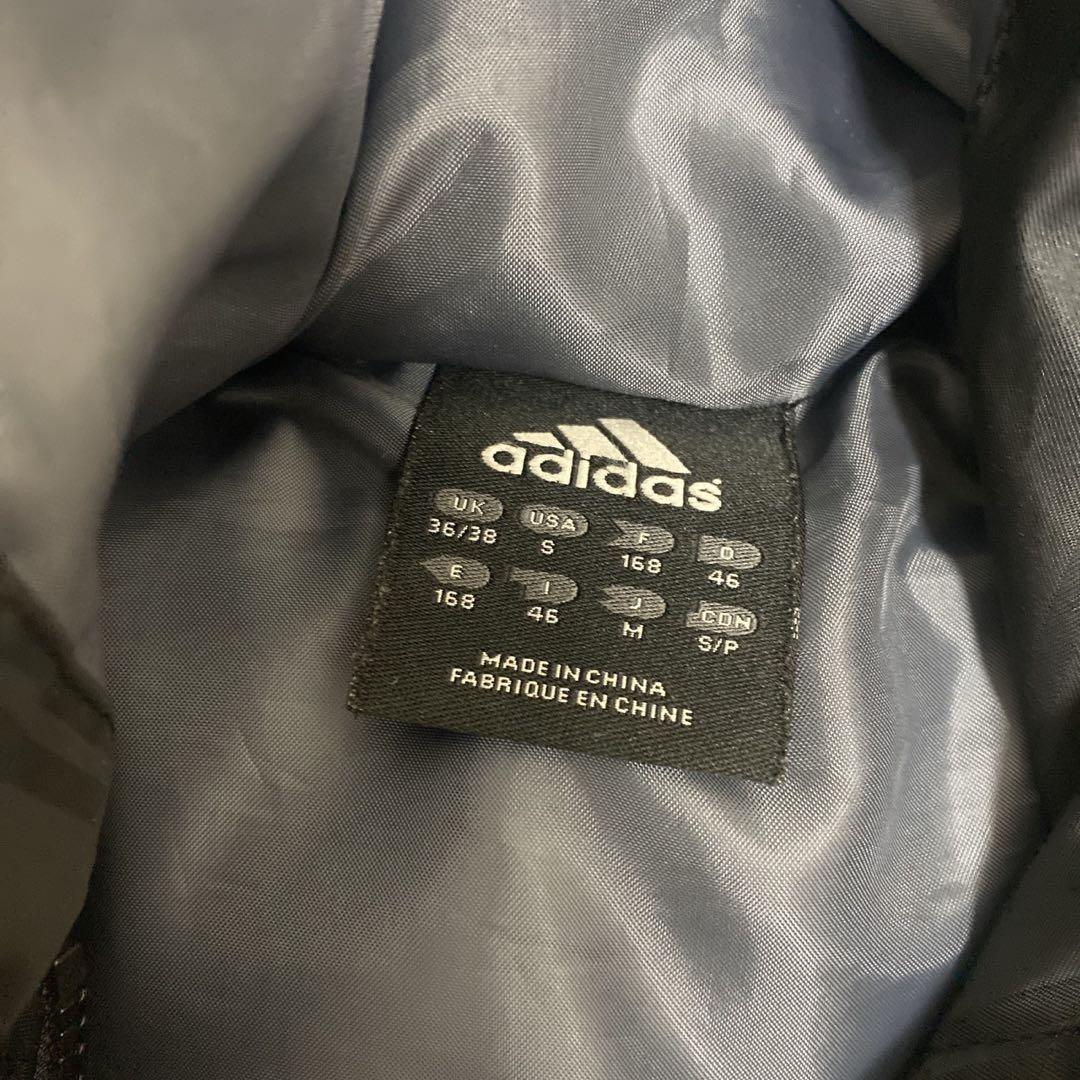 adidas
UK USA F D
36/38 S 168 46
E I J CDN
168 46 M S/P
MADE IN CHINA
FABRIQUE EN CHINE